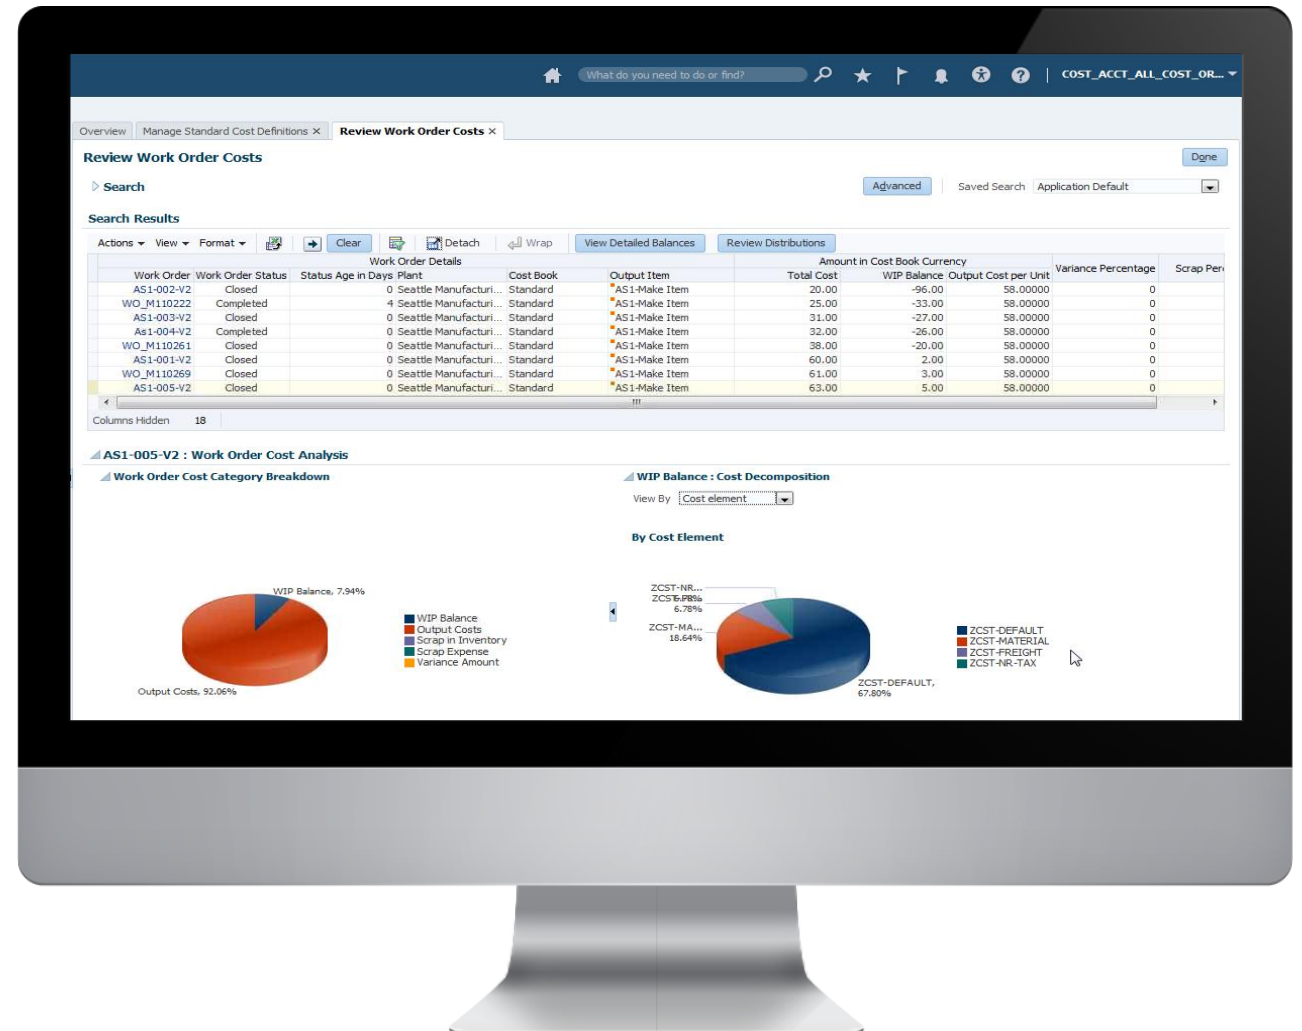 What do you need to do or find?
COST_ACCT_ALL_COST_OR...
Overview Manage Standard Cost Definitions × Review Work Order Costs ×
Review Work Order Costs Done
Search Advanced Saved Search Application Default
Search Results
Actions View Format Clear Detach Wrap View Detailed Balances Review Distributions
Work Order Details Amount in Cost Book Currency
Work Order Work Order Status Status Age in Days Plant Cost Book Output Item Total Cost WIP Balance Output Cost per Unit Variance Percentage Scrap Per
AS1-002-V2 Closed 0 Seattle Manufacturi... Standard AS1-Make Item 20.00 -96.00 58.00000 0
WO_M110222 Completed 4 Seattle Manufacturi... Standard AS1-Make Item 25.00 -33.00 58.00000 0
AS1-003-V2 Closed 0 Seattle Manufacturi... Standard AS1-Make Item 31.00 -27.00 58.00000 0
As1-004-V2 Completed 0 Seattle Manufacturi... Standard AS1-Make Item 32.00 -26.00 58.00000 0
WO_M110261 Closed 0 Seattle Manufacturi... Standard AS1-Make Item 38.00 -20.00 58.00000 0
AS1-001-V2 Closed 0 Seattle Manufacturi... Standard AS1-Make Item 60.00 2.00 58.00000 0
WO_M110269 Closed 0 Seattle Manufacturi... Standard AS1-Make Item 61.00 3.00 58.00000 0
AS1-005-V2 Closed 0 Seattle Manufacturi... Standard AS1-Make Item 63.00 5.00 58.00000 0
Columns Hidden 18
AS1-005-V2 : Work Order Cost Analysis
Work Order Cost Category Breakdown
WIP Balance, 7.94%
Output Costs, 92.06%
WIP Balance
Output Costs
Scrap in Inventory
Scrap Expense
Variance Amount
WIP Balance : Cost Decomposition
View By Cost element
By Cost Element
ZCST-NR...
6.78%
ZCST-MA...
18.64%
ZCST-DEFAULT,
67.80%
ZCST-DEFAULT
ZCST-MATERIAL
ZCST-FREIGHT
ZCST-NR-TAX